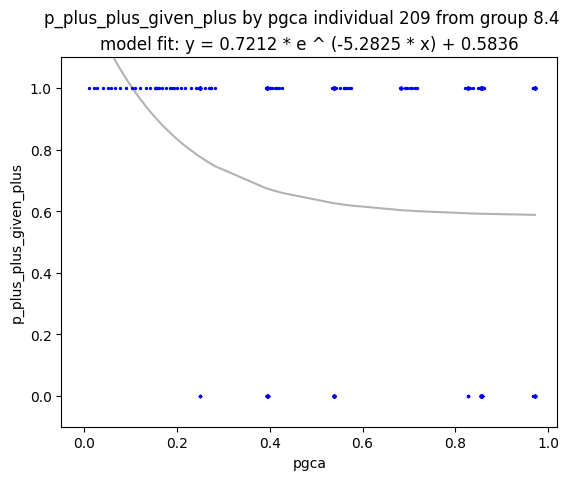 p_plus_plus_given_plus by pgca individual 209 from group 8.4
model fit: y = 0.7212 * e ^ (-5.2825 * x) + 0.5836
p_plus_plus_given_plus
1.0
0.8
0.6
0.4
0.2
0.0
0.0 0.2 0.4 0.6 0.8 1.0
pgca